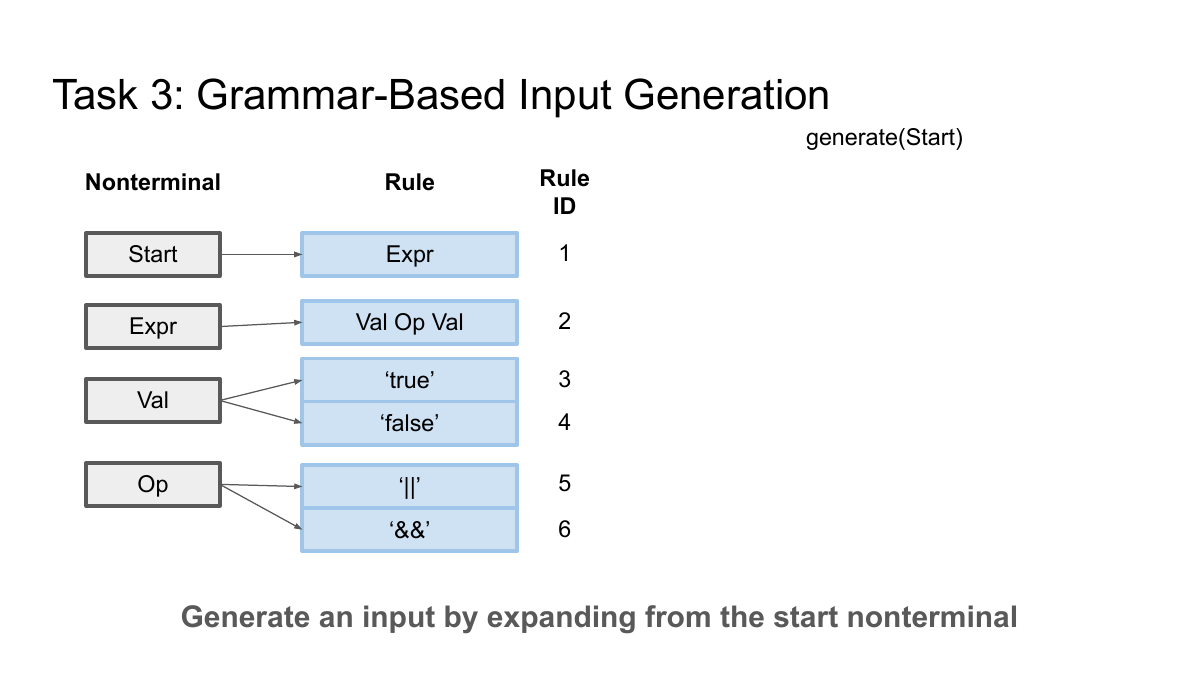 Task 3: Grammar-Based Input Generation
generate(Start)
Nonterminal
Rule
Rule
ID
Start
Expr
1
Expr
Val Op Val
2
Val
‘true’
3
‘false’
4
Op
‘||’
5
‘&&’
6
Generate an input by expanding from the start nonterminal